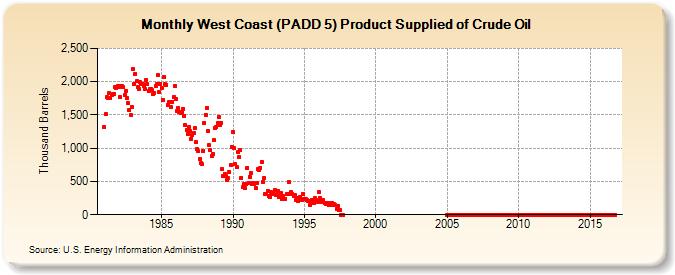 Monthly West Coast (PADD 5) Product Supplied of Crude Oil
Thousand Barrels
2,500
2,000
1,500
1,000
500
0
1985 1990 1995 2000 2005 2010 2015
Source: U.S. Energy Information Administration